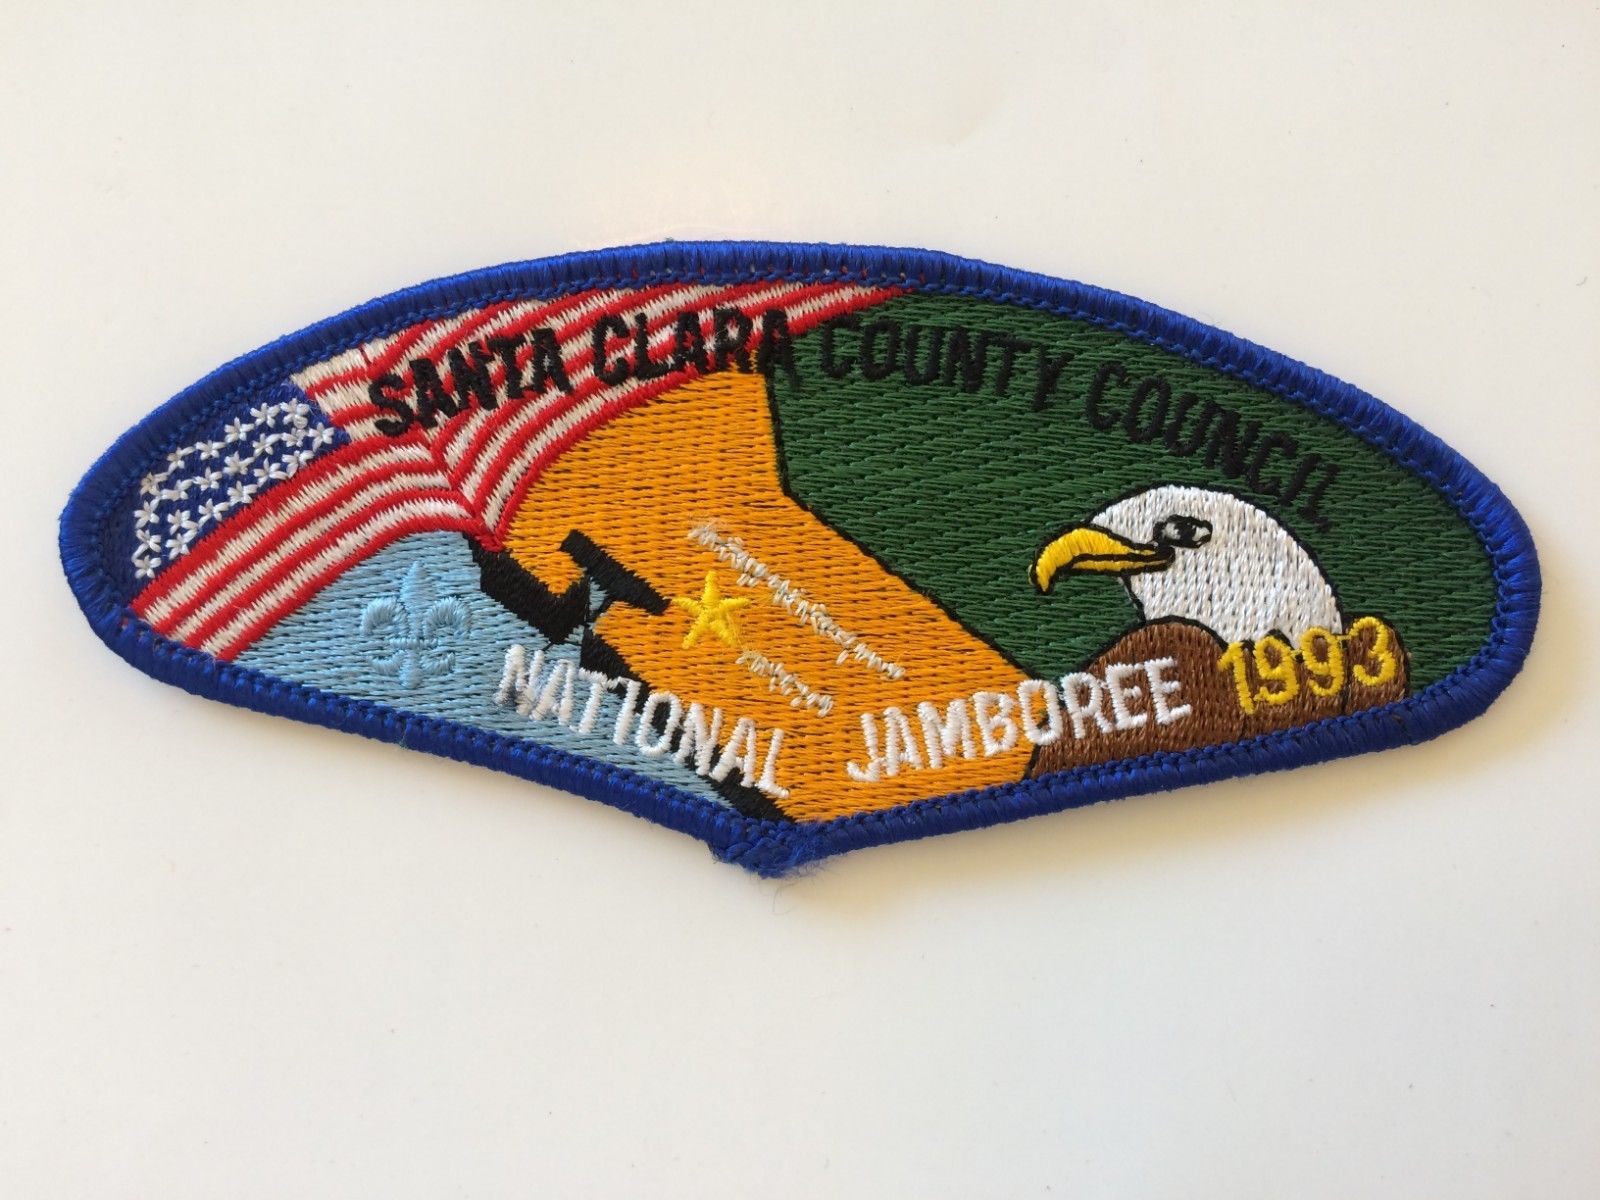 SANTA CLARA COUNTY COUNCIL
NATIONAL JAMBOREE 1993